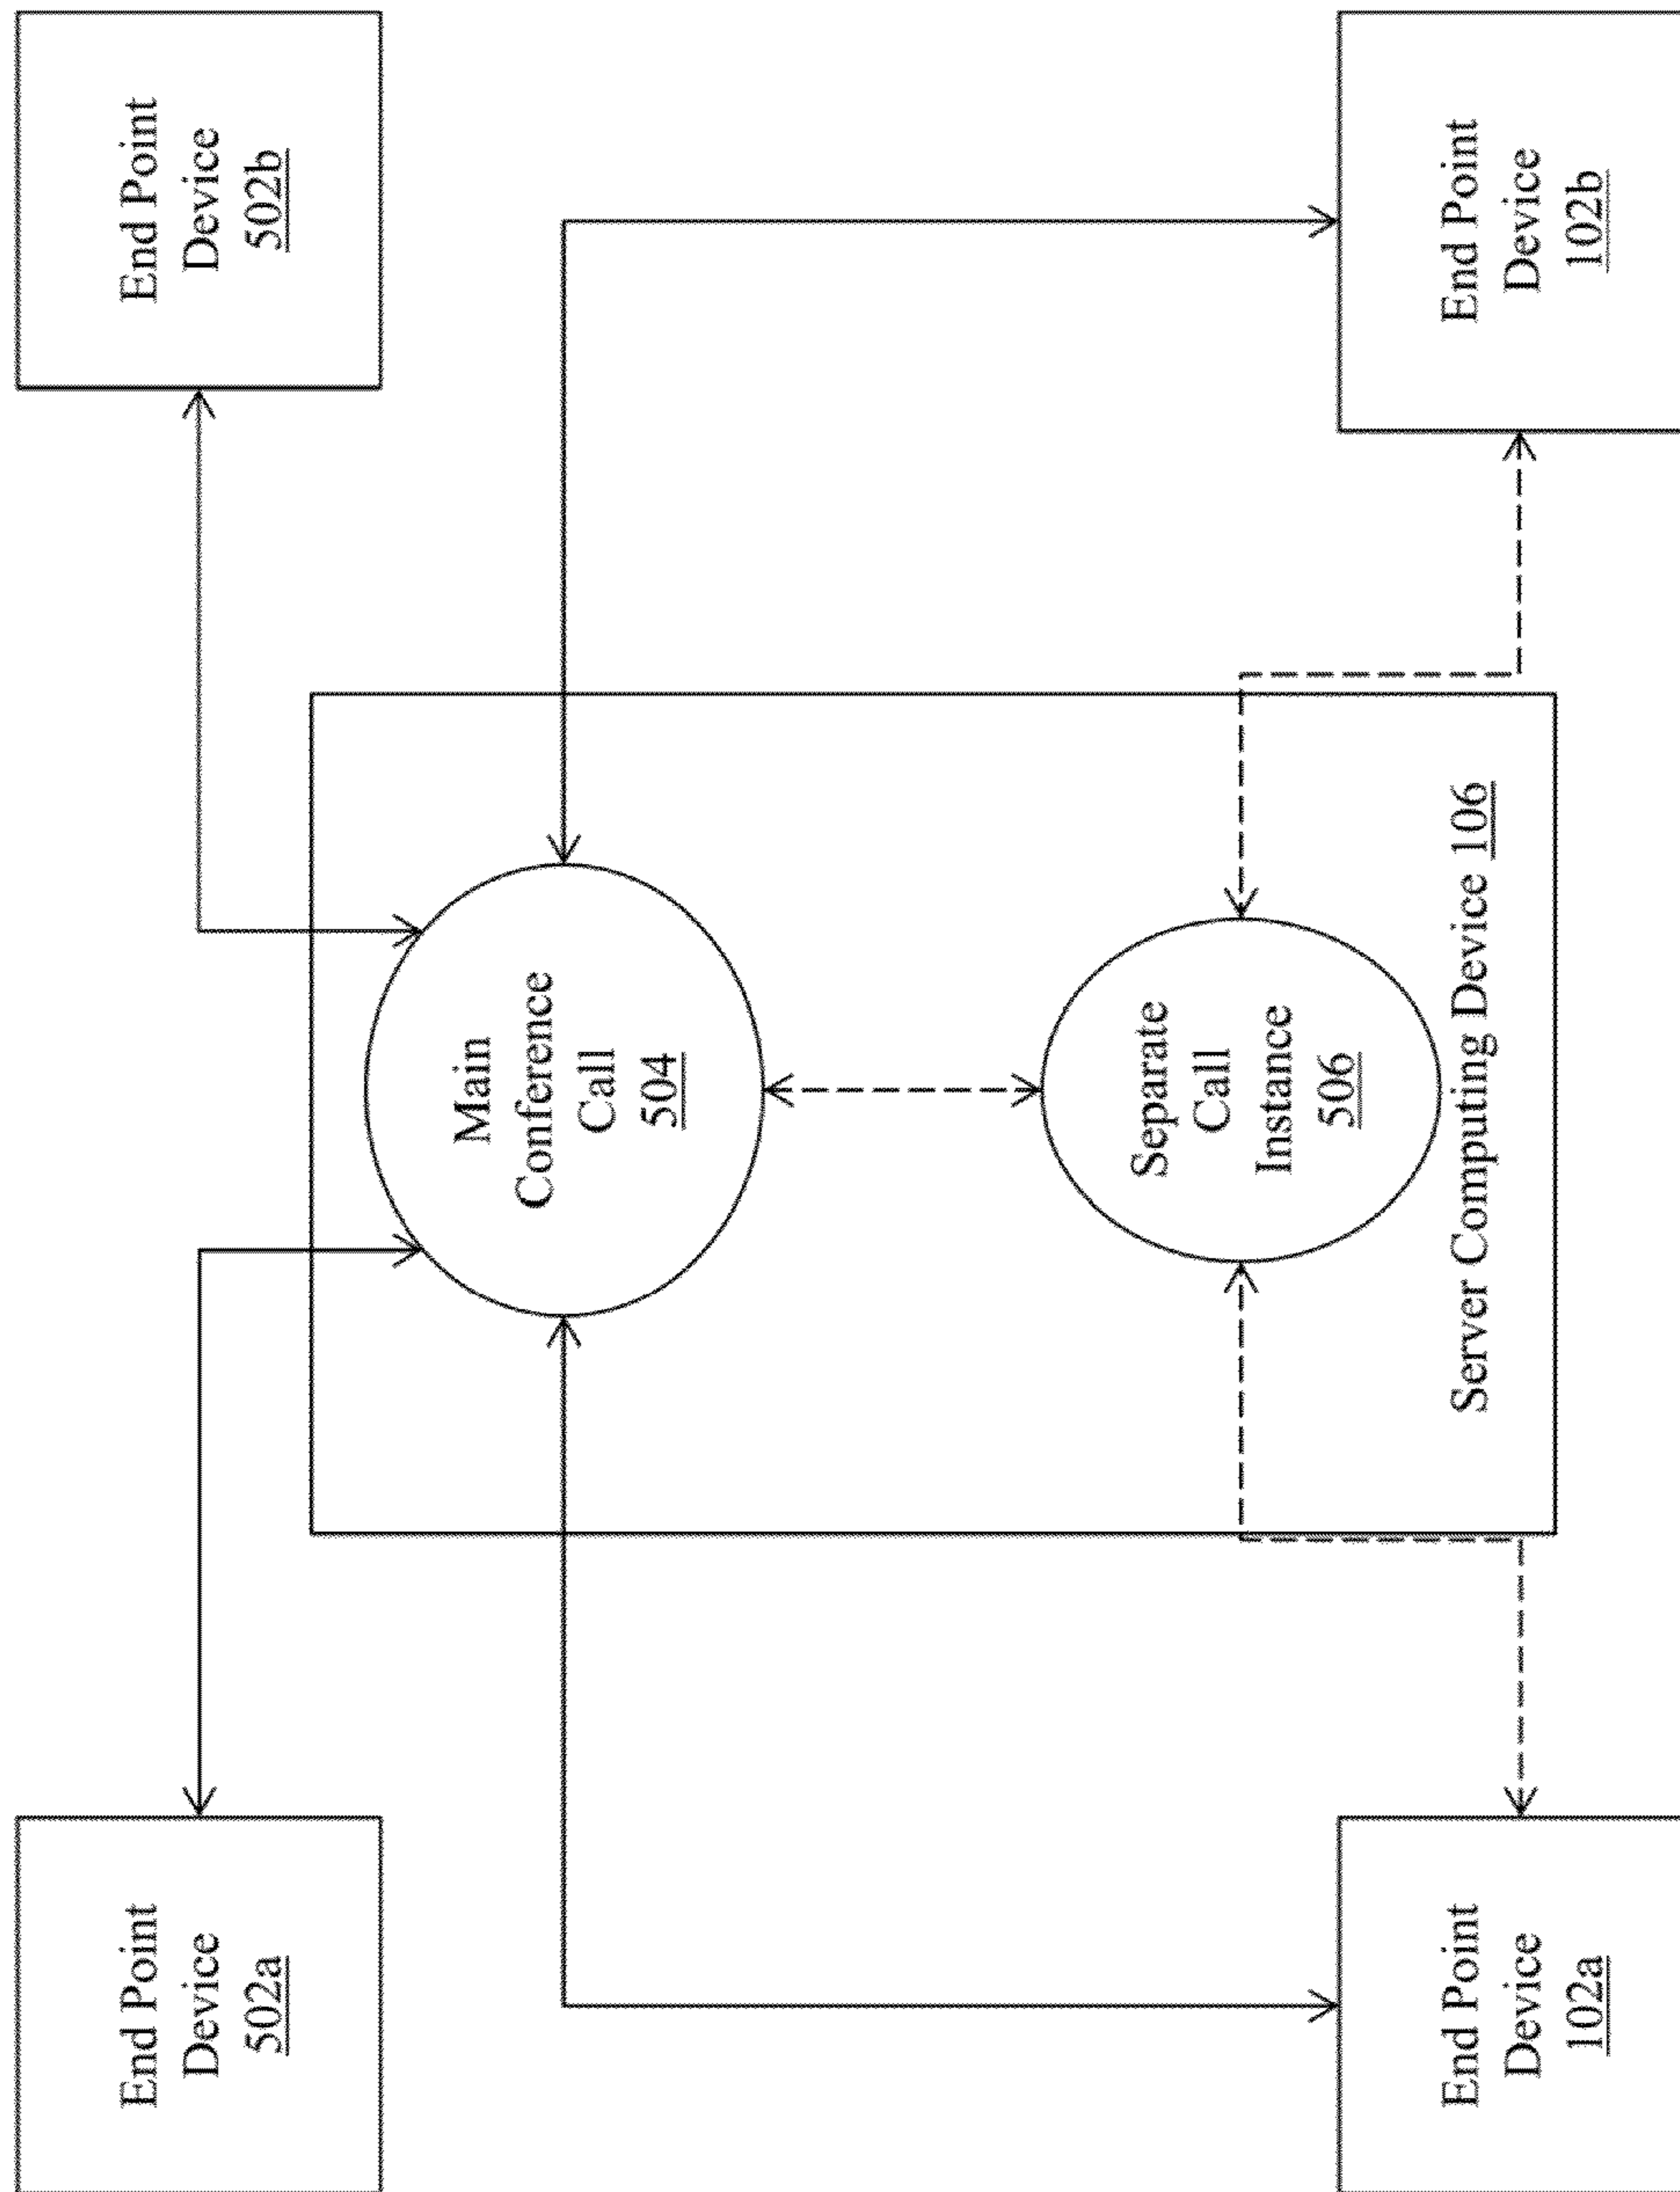 End Point
Device
502a
End Point
Device
502b
Main
Conference
Call
504
Separate
Call
Instance
506
Server Computing Device 106
End Point
Device
102a
End Point
Device
102b